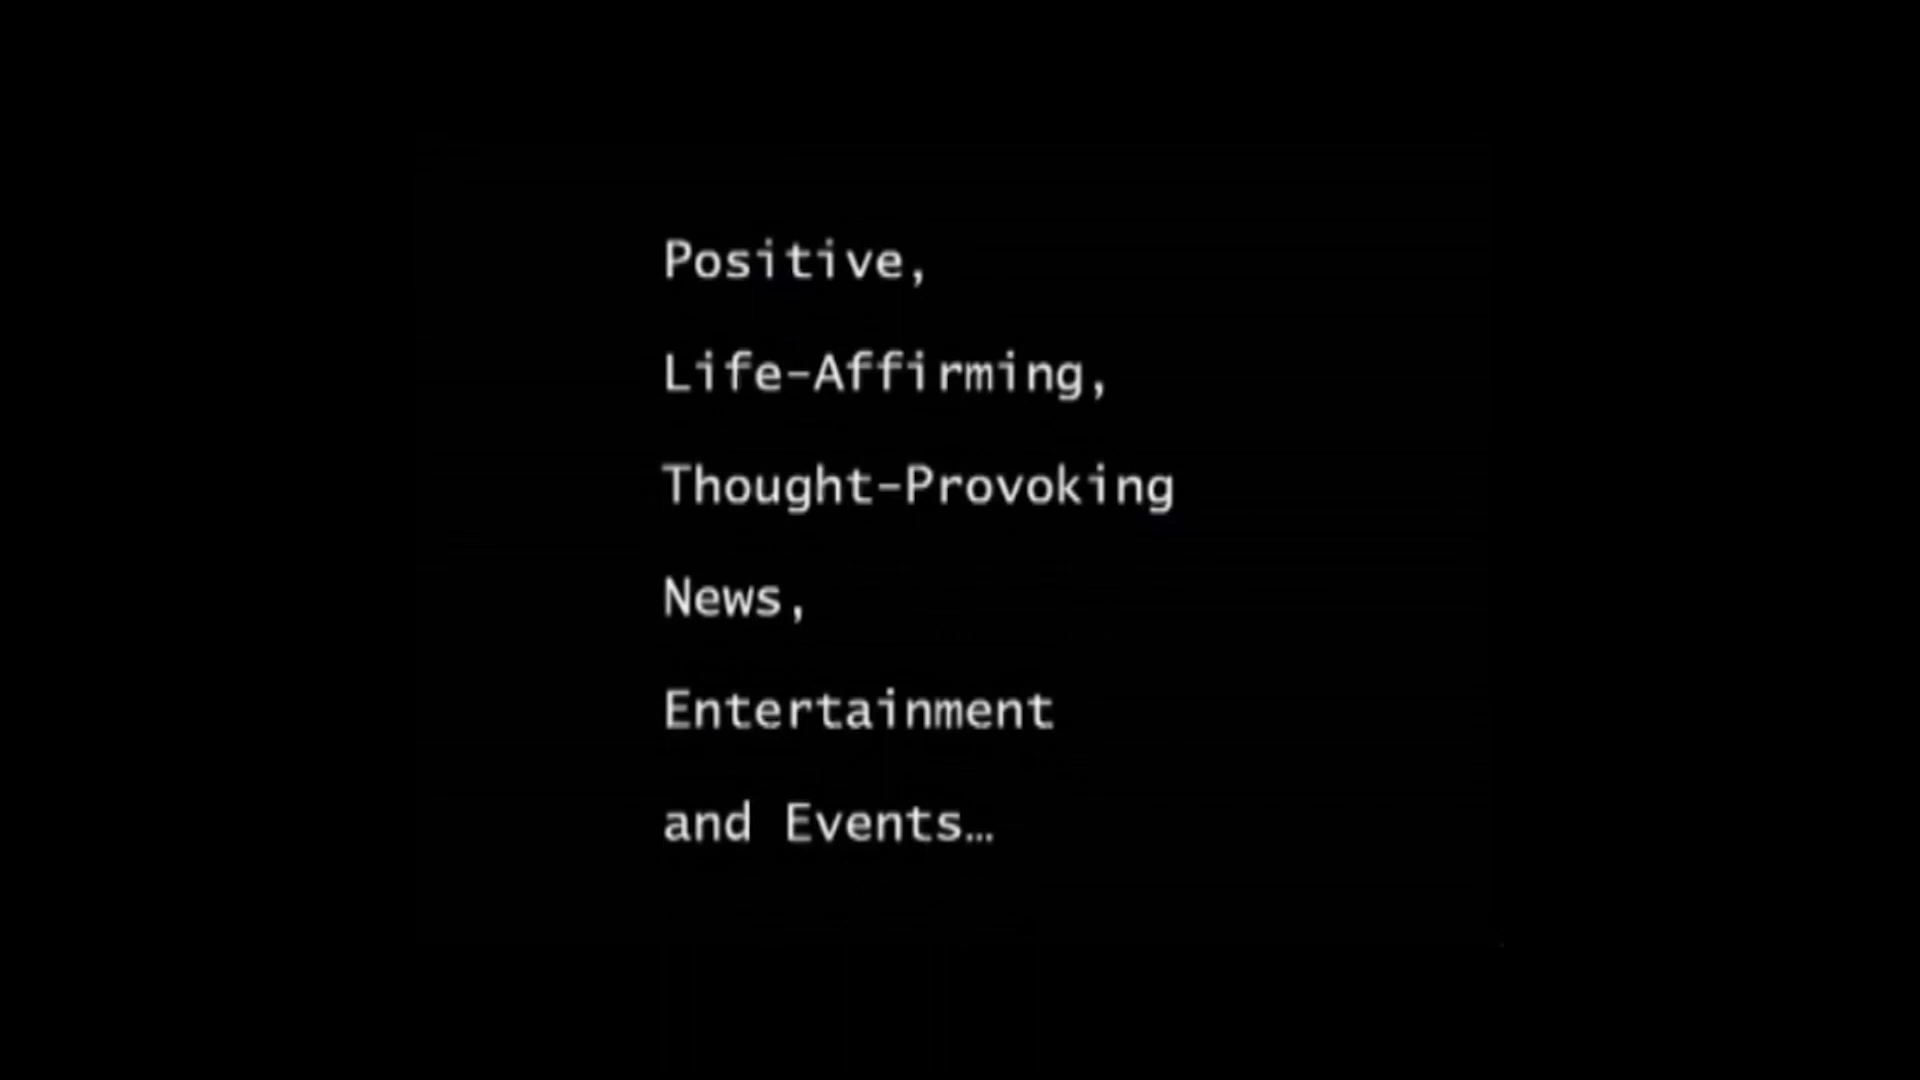 Positive,
Life-Affirming,
Thought-Provoking
News,
Entertainment
and Events…